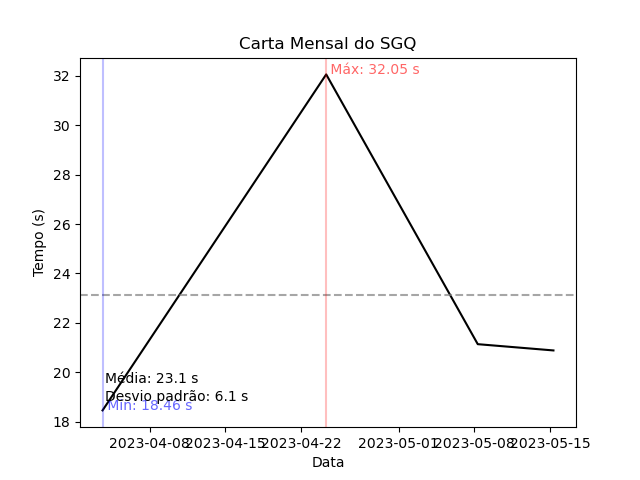 Carta Mensal do SGQ
Máx: 32.05 s
32
30
28
26
24
22
20
18
Tempo (s)
Média: 23.1 s
Desvio padrão: 6.1 s
Mín: 18.46 s
2023-04-08 2023-04-15 2023-04-22 2023-05-01 2023-05-08 2023-05-15
Data